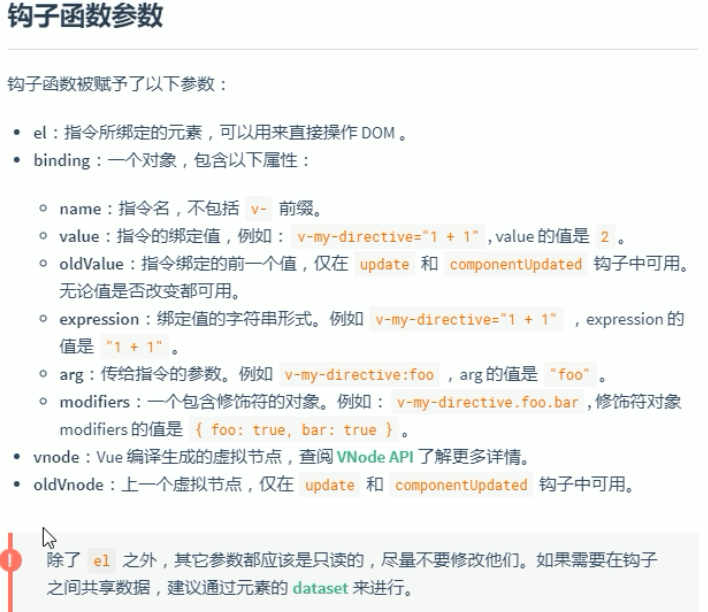 钩子函数参数
钩子函数被赋予了以下参数：
el：指令所绑定的元素，可以用来直接操作 DOM 。
binding：一个对象，包含以下属性：
name：指令名，不包括 v- 前缀。
value：指令的绑定值，例如： v-my-directive="1 + 1" , value 的值是 2 。
oldValue：指令绑定的前一个值，仅在 update 和 componentUpdated 钩子中可用。
无论值是否改变都可用。
expression：绑定值的字符串形式。例如 v-my-directive="1 + 1" ，expression 的
值是 "1 + 1" 。
arg：传给指令的参数。例如 v-my-directive:foo ，arg 的值是 "foo" 。
modifiers：一个包含修饰符的对象。例如： v-my-directive.foo.bar , 修饰符对象
modifiers 的值是 { foo: true, bar: true } 。
vnode：Vue 编译生成的虚拟节点，查阅 VNode API 了解更多详情。
oldVnode：上一个虚拟节点，仅在 update 和 componentUpdated 钩子中可用。
!
除了 el 之外，其它参数都应该是只读的，尽量不要修改他们。如果需要在钩子
之间共享数据，建议通过元素的 dataset 来进行。